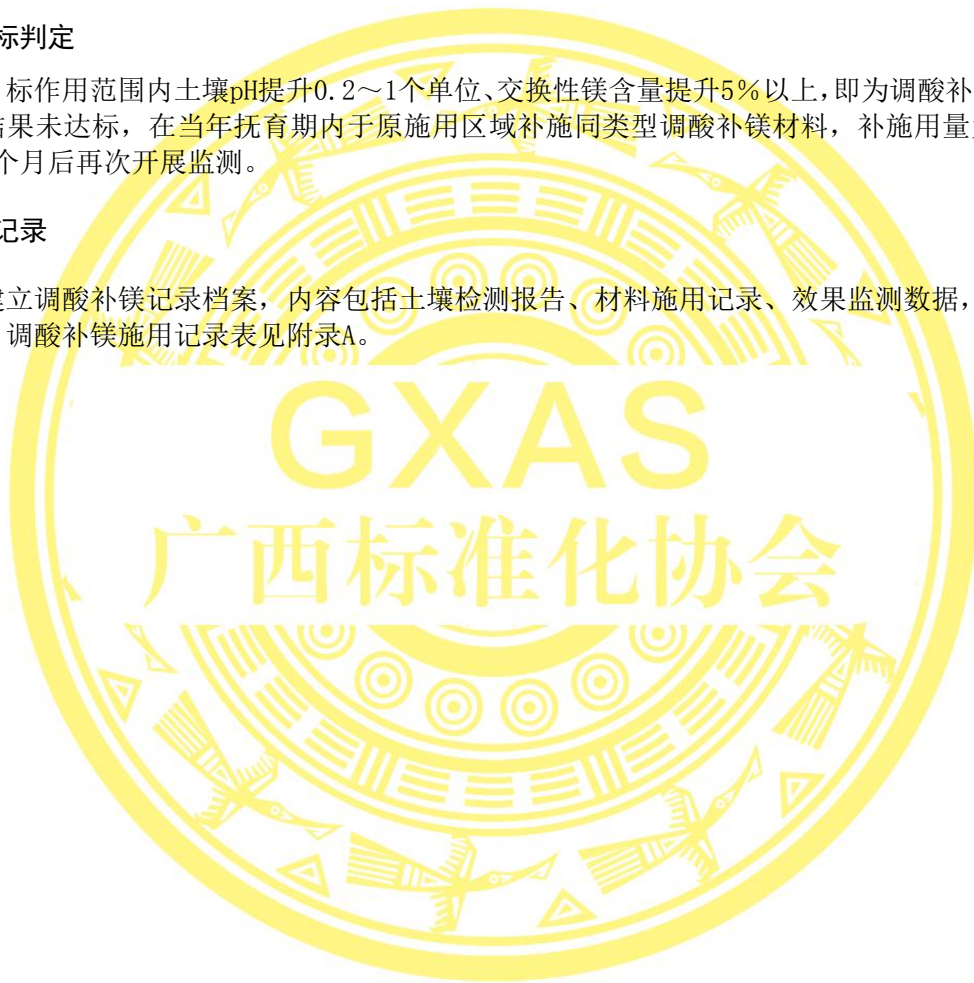 标判定
标作用范围内土壤pH提升0.2～1个单位、交换性镁含量提升5%以上，即为调酸补
结果未达标，在当年抚育期内于原施用区域补施同类型调酸补镁材料，补施用量
个月后再次开展监测。
记录
建立调酸补镁记录档案，内容包括土壤检测报告、材料施用记录、效果监测数据，
调酸补镁施用记录表见附录A。
GXAS
广西标准化协会